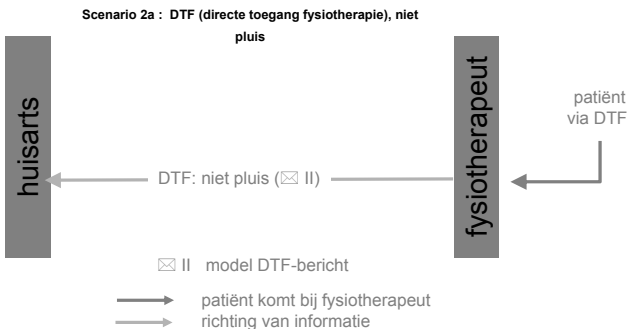 Scenario 2a : DTF (directe toegang fysiotherapie), niet
pluis
huisarts
fysiotherapeut
patiënt
via DTF
DTF: niet pluis (✉ II)
✉ II model DTF-bericht
patiënt komt bij fysiotherapeut
richting van informatie